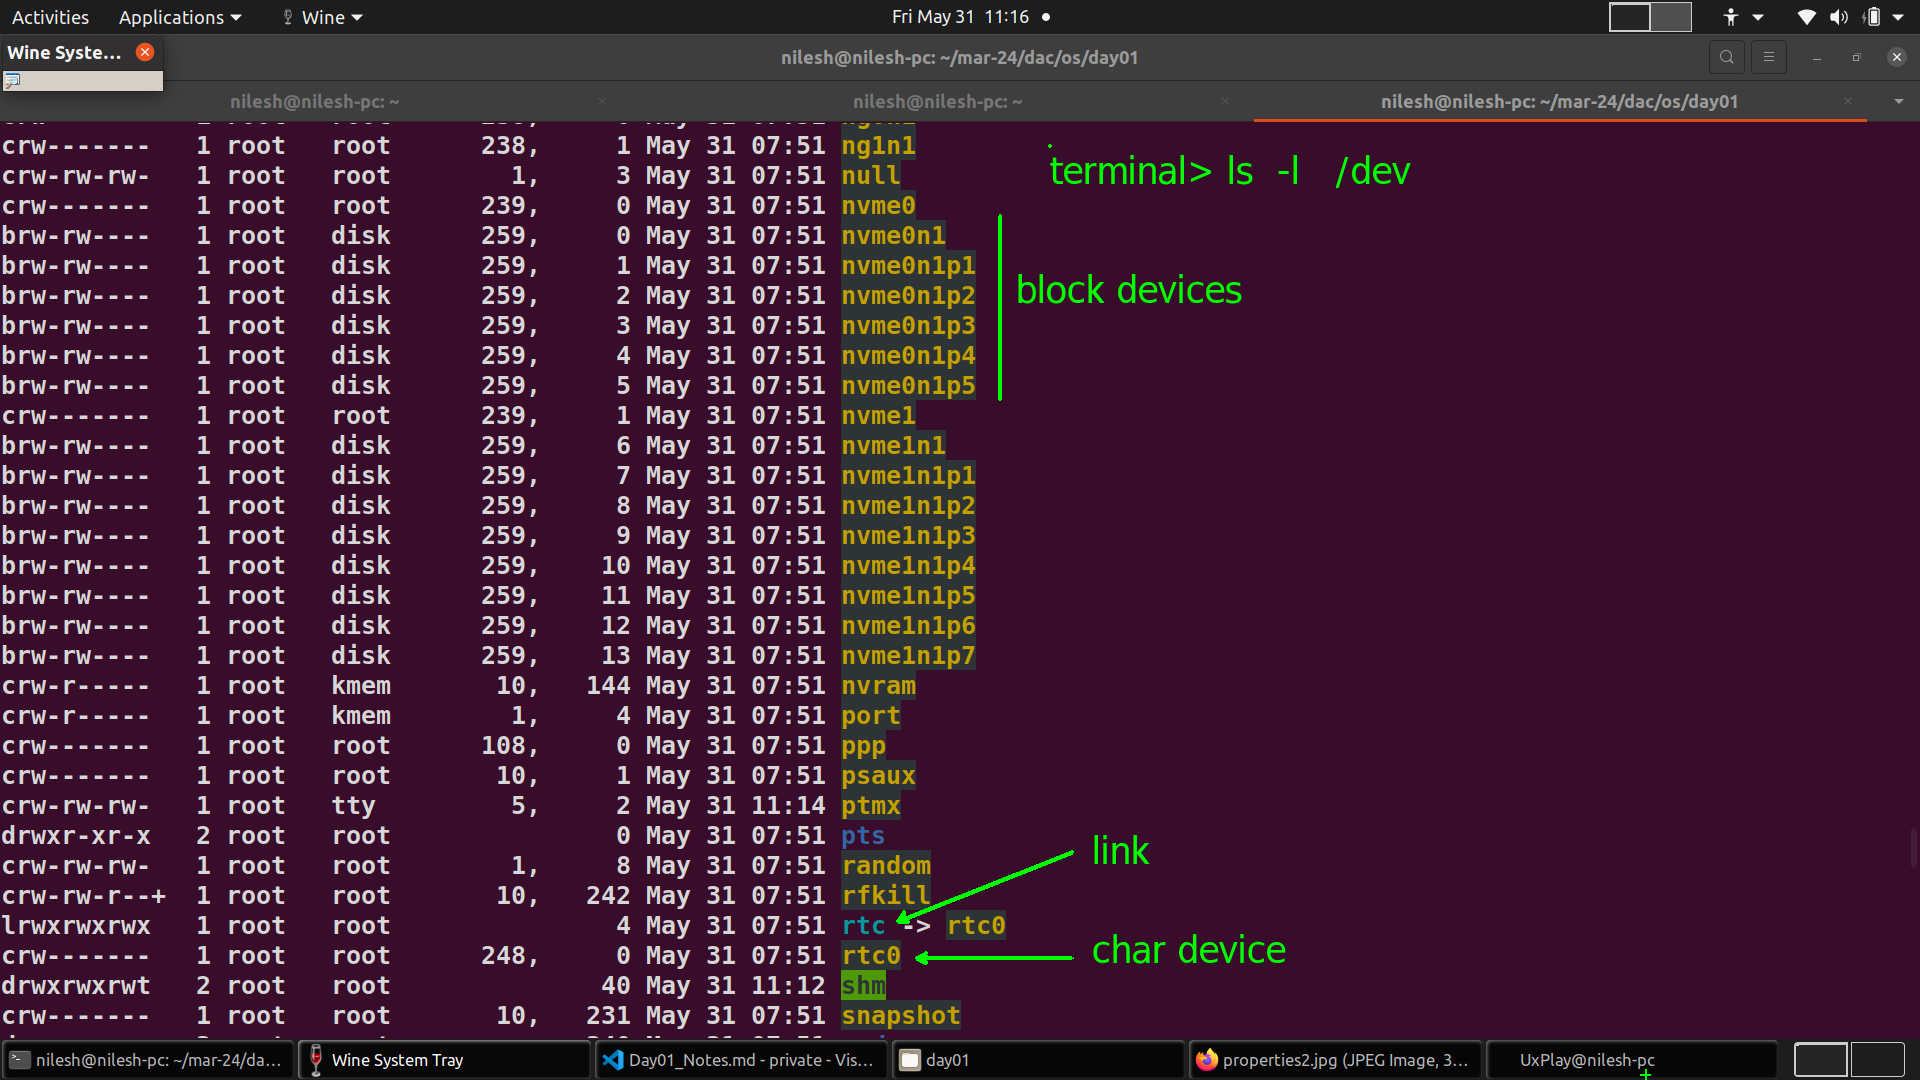 Activities Applications Wine Fri May 31 11:16
Wine Syste...
nilesh@nilesh-pc: ~/mar-24/dac/os/day01
nilesh@nilesh-pc: ~ nilesh@nilesh-pc: ~ nilesh@nilesh-pc: ~/mar-24/dac/os/day01
crw------- 1 root root 238, 1 May 31 07:51 ng1n1
crw-rw-rw- 1 root root 1, 3 May 31 07:51 null
terminal> ls -l /dev
crw------- 1 root root 239, 0 May 31 07:51 nvme0
brw-rw---- 1 root disk 259, 0 May 31 07:51 nvme0n1
brw-rw---- 1 root disk 259, 1 May 31 07:51 nvme0n1p1
brw-rw---- 1 root disk 259, 2 May 31 07:51 nvme0n1p2
block devices
brw-rw---- 1 root disk 259, 3 May 31 07:51 nvme0n1p3
brw-rw---- 1 root disk 259, 4 May 31 07:51 nvme0n1p4
brw-rw---- 1 root disk 259, 5 May 31 07:51 nvme0n1p5
crw------- 1 root root 239, 1 May 31 07:51 nvme1
brw-rw---- 1 root disk 259, 6 May 31 07:51 nvme1n1
brw-rw---- 1 root disk 259, 7 May 31 07:51 nvme1n1p1
brw-rw---- 1 root disk 259, 8 May 31 07:51 nvme1n1p2
brw-rw---- 1 root disk 259, 9 May 31 07:51 nvme1n1p3
brw-rw---- 1 root disk 259, 10 May 31 07:51 nvme1n1p4
brw-rw---- 1 root disk 259, 11 May 31 07:51 nvme1n1p5
brw-rw---- 1 root disk 259, 12 May 31 07:51 nvme1n1p6
brw-rw---- 1 root disk 259, 13 May 31 07:51 nvme1n1p7
crw-r----- 1 root kmem 10, 144 May 31 07:51 nvram
crw-r----- 1 root kmem 1, 4 May 31 07:51 port
crw------- 1 root root 108, 0 May 31 07:51 ppp
crw------- 1 root root 10, 1 May 31 07:51 psaux
crw-rw-rw- 1 root tty 5, 2 May 31 11:14 ptmx
drwxr-xr-x 2 root root 0 May 31 07:51 pts
link
crw-rw-rw- 1 root root 1, 8 May 31 07:51 random
crw-rw-r--+ 1 root root 10, 242 May 31 07:51 rfkill
lrwxrwxrwx 1 root root 4 May 31 07:51 rtc -> rtc0
crw------- 1 root root 248, 0 May 31 07:51 rtc0
char device
drwxrwxrwt 2 root root 40 May 31 11:12 shm
crw------- 1 root root 10, 231 May 31 07:51 snapshot
nilesh@nilesh-pc: ~/mar-24/da... Wine System Tray Day01_Notes.md - private - Vis... day01 properties2.jpg (JPEG Image, 3... UxPlay@nilesh-pc